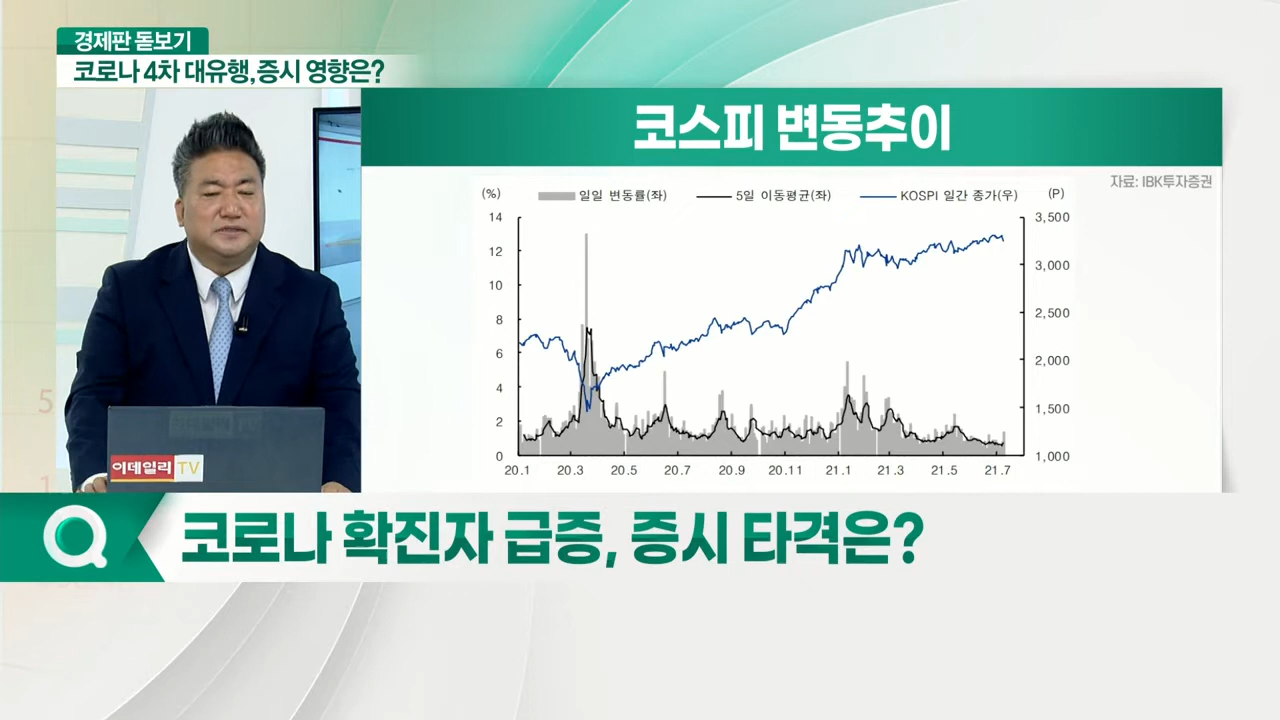 경제판 돋보기
코로나 4차 대유행, 증시 영향은?
코스피 변동추이
자료: IBK투자증권
(%) 일일 변동률(좌) 5일 이동평균(좌) KOSPI 일간 종가(우) (P)
14 3,500
12 3,000
10 2,500
8
6 2,000
4 1,500
2
0 1,000
20.1 20.3 20.5 20.7 20.9 20.11 21.1 21.3 21.5 21.7
5
1
이데일리 TV
코로나 확진자 급증, 증시 타격은?